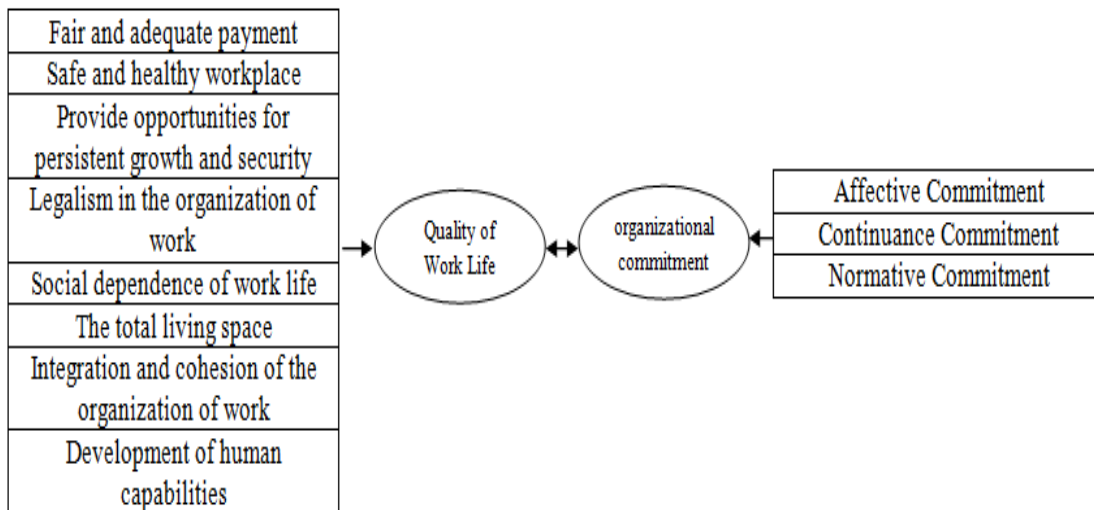 Fair and adequate payment
Safe and healthy workplace
Provide opportunities for
persistent growth and security
Legalism in the organization of
work
Social dependence of work life
The total living space
Integration and cohesion of the
organization of work
Development of human
capabilities
Quality of
Work Life
organizational
commitment
Affective Commitment
Continuance Commitment
Normative Commitment